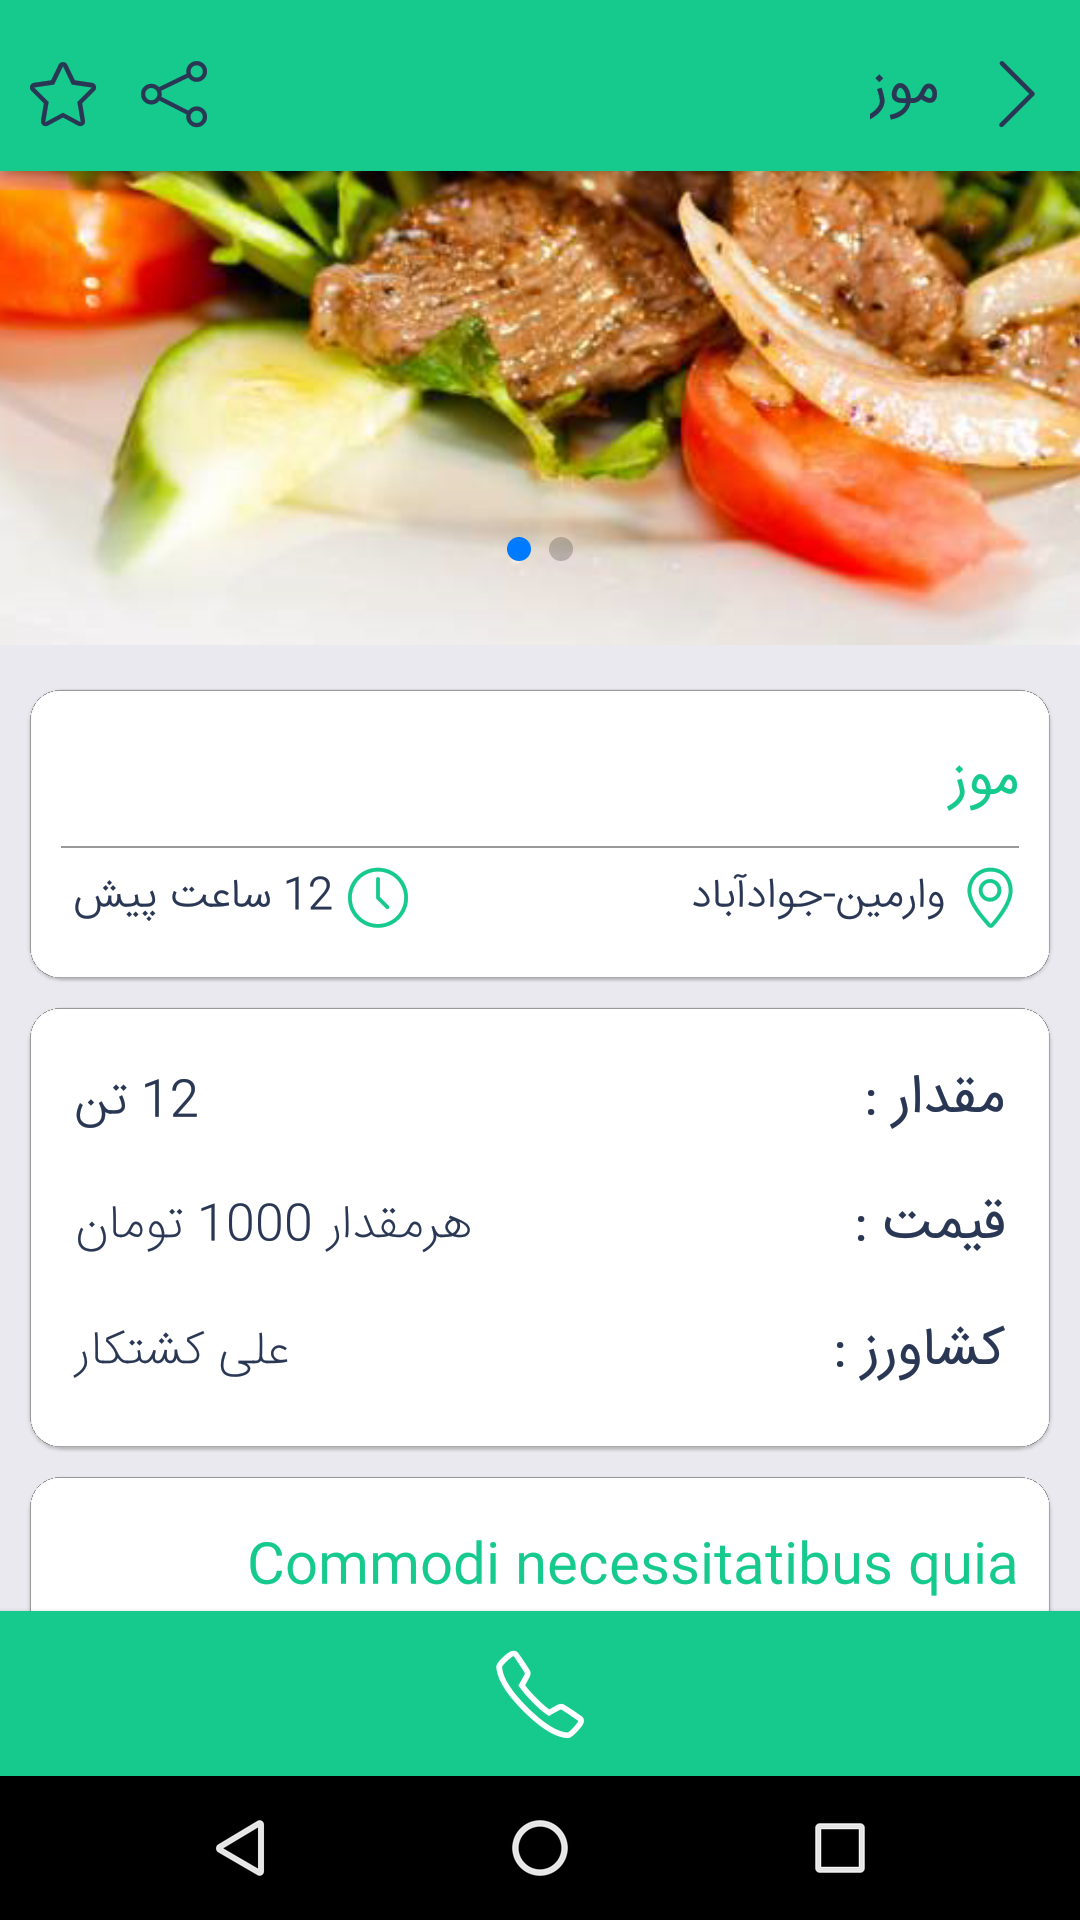 موز
موز
وارمین-جوادآباد
12 ساعت پیش
مقدار :
12 تن
قیمت :
هرمقدار 1000 تومان
کشاورز :
علی کشتکار
Commodi necessitatibus quia